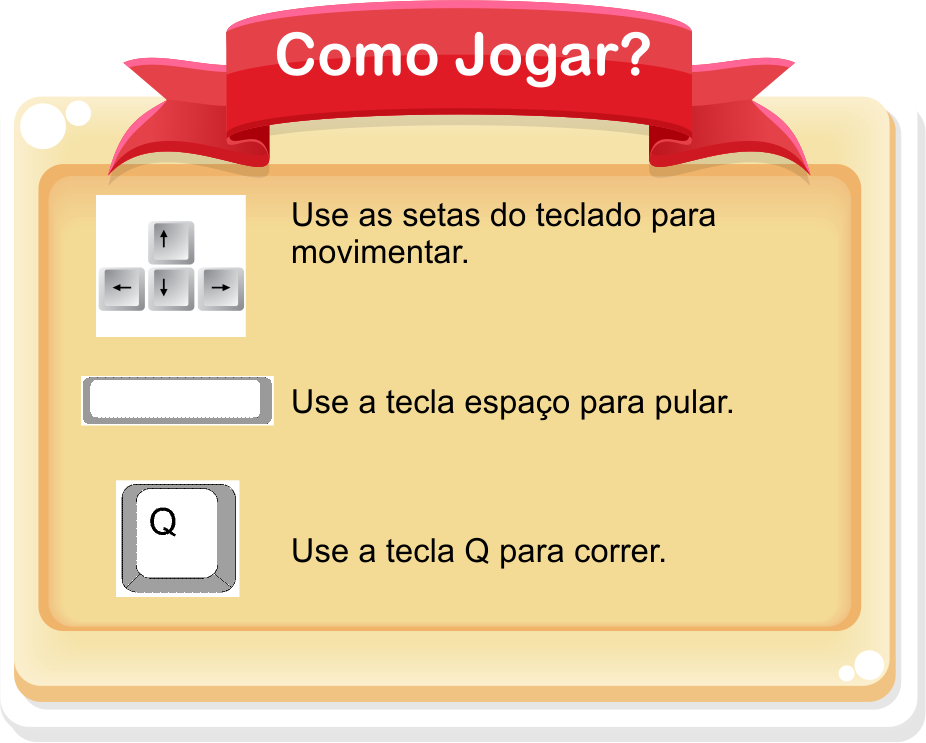 Como Jogar?
Use as setas do teclado para
movimentar.
↑
← ↓ →
Use a tecla espaço para pular.
Q
Use a tecla Q para correr.